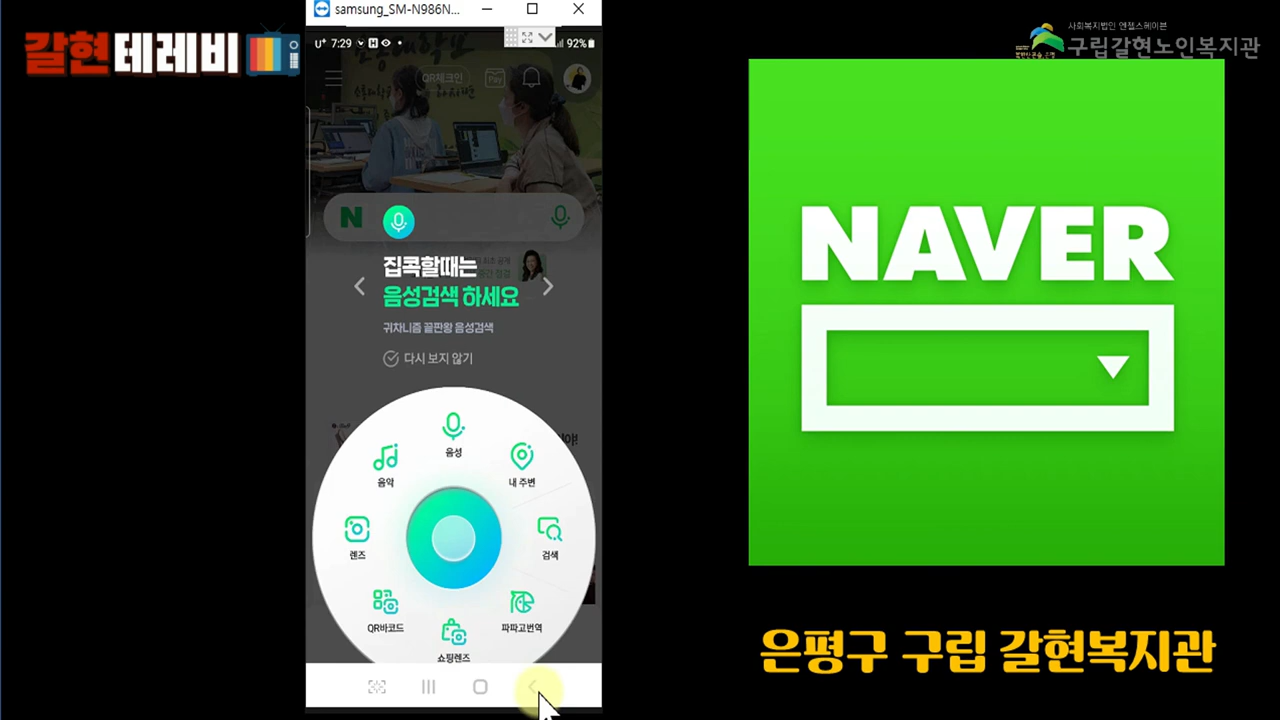 samsung_SM-N986N...
갈현테레비
사회복지법인 엔젤스헤이븐
구립갈현노인복지관
U+ 7:29
92%
QR체크인
Pay
N
집콕할때는
음성검색 하세요
귀차니즘 끝판왕 음성검색
다시 보지 않기
음성
음악
내 주변
렌즈
검색
QR바코드
파파고번역
쇼핑렌즈
NAVER
은평구 구립 갈현복지관